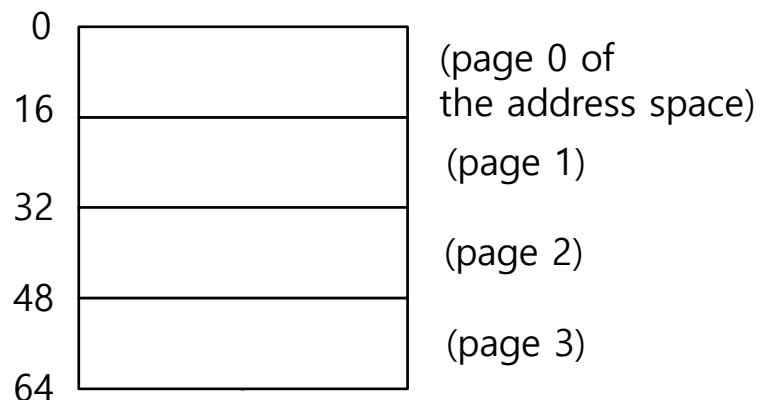 0
(page 0 of
the address space)
16
(page 1)
32
(page 2)
48
(page 3)
64